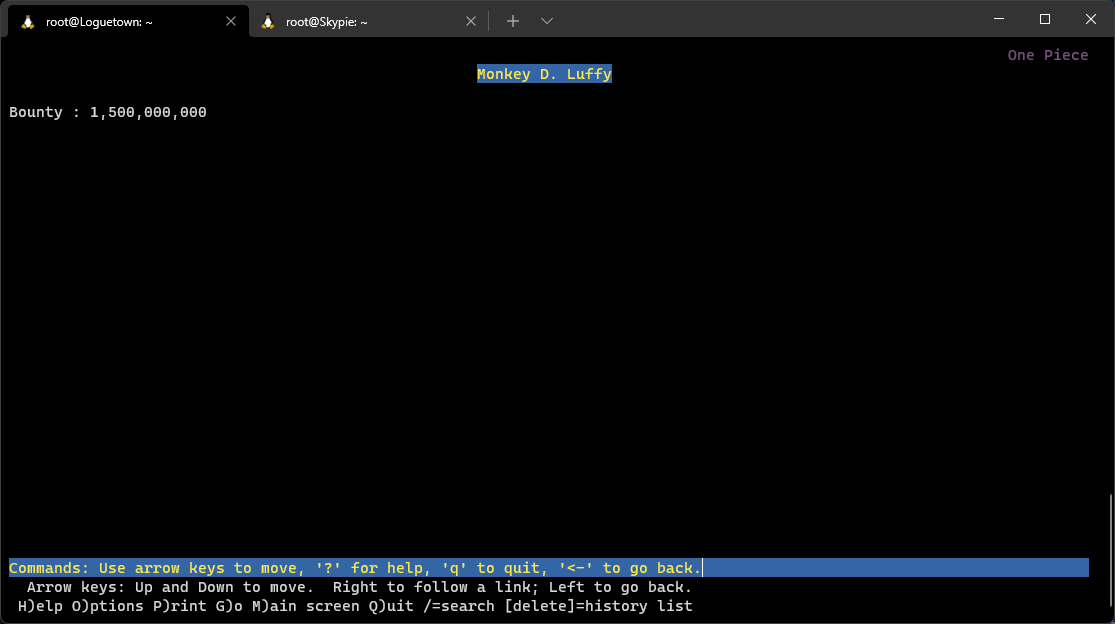 root@Loguetown: ~
root@Skypie: ~
One Piece
Monkey D. Luffy
Bounty : 1,500,000,000
Commands: Use arrow keys to move, '?' for help, 'q' to quit, '<-' to go back.
Arrow keys: Up and Down to move.  Right to follow a link; Left to go back.
H)elp O)ptions P)rint G)o M)ain screen Q)uit /=search [delete]=history list